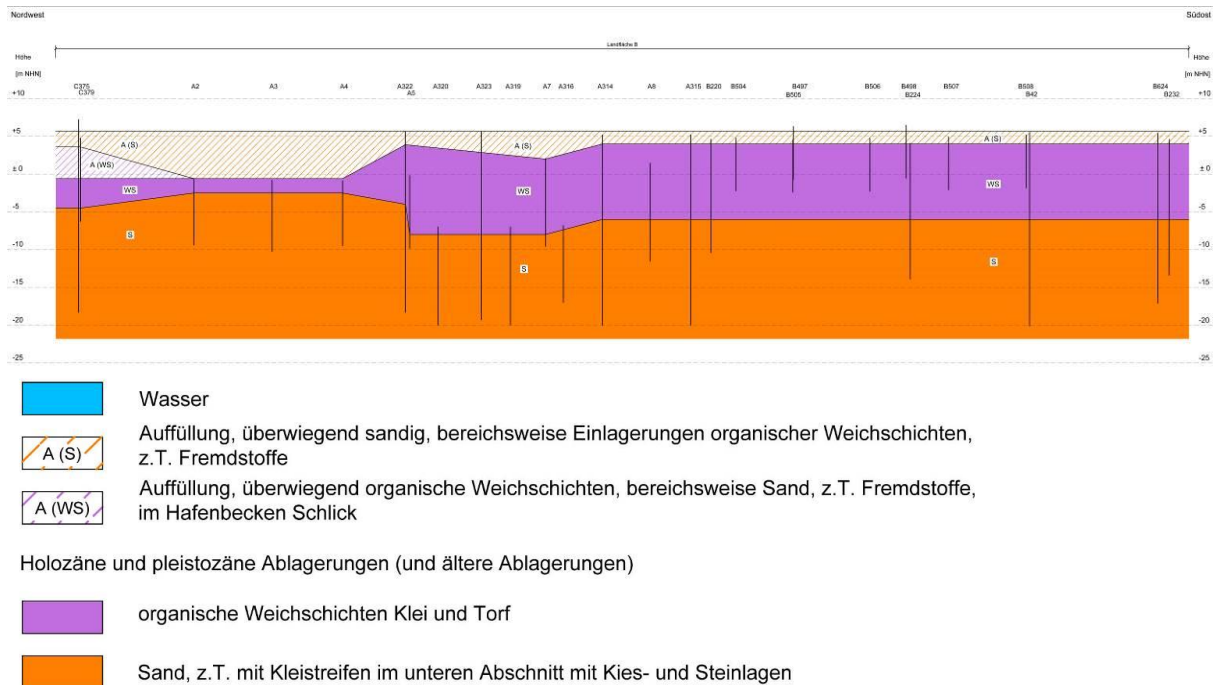 Nordwest
Südost
Landfläche B
Höhe
Höhe
[m NHN]
[m NHN]
C375 A2 A3 A4 A322 A320 A323 A319 A7 A316 A314 A8 A315 B220 B504 B497 B506 B498 B507 B508 B624
C379 A5 B505 B224 B42 B232
+10
+10
+5
+5
A (S)
A (S)
A (S)
A (WS)
± 0
± 0
WS
WS
WS
-5
-5
S
S
S
-10
-10
-15
-15
-20
-20
-25
-25
Wasser
A (S)
Auffüllung, überwiegend sandig, bereichsweise Einlagerungen organischer Weichschichten,
z.T. Fremdstoffe
A (WS)
Auffüllung, überwiegend organische Weichschichten, bereichsweise Sand, z.T. Fremdstoffe,
im Hafenbecken Schlick
Holozäne und pleistozäne Ablagerungen (und ältere Ablagerungen)
organische Weichschichten Klei und Torf
Sand, z.T. mit Kleistreifen im unteren Abschnitt mit Kies- und Steinlagen